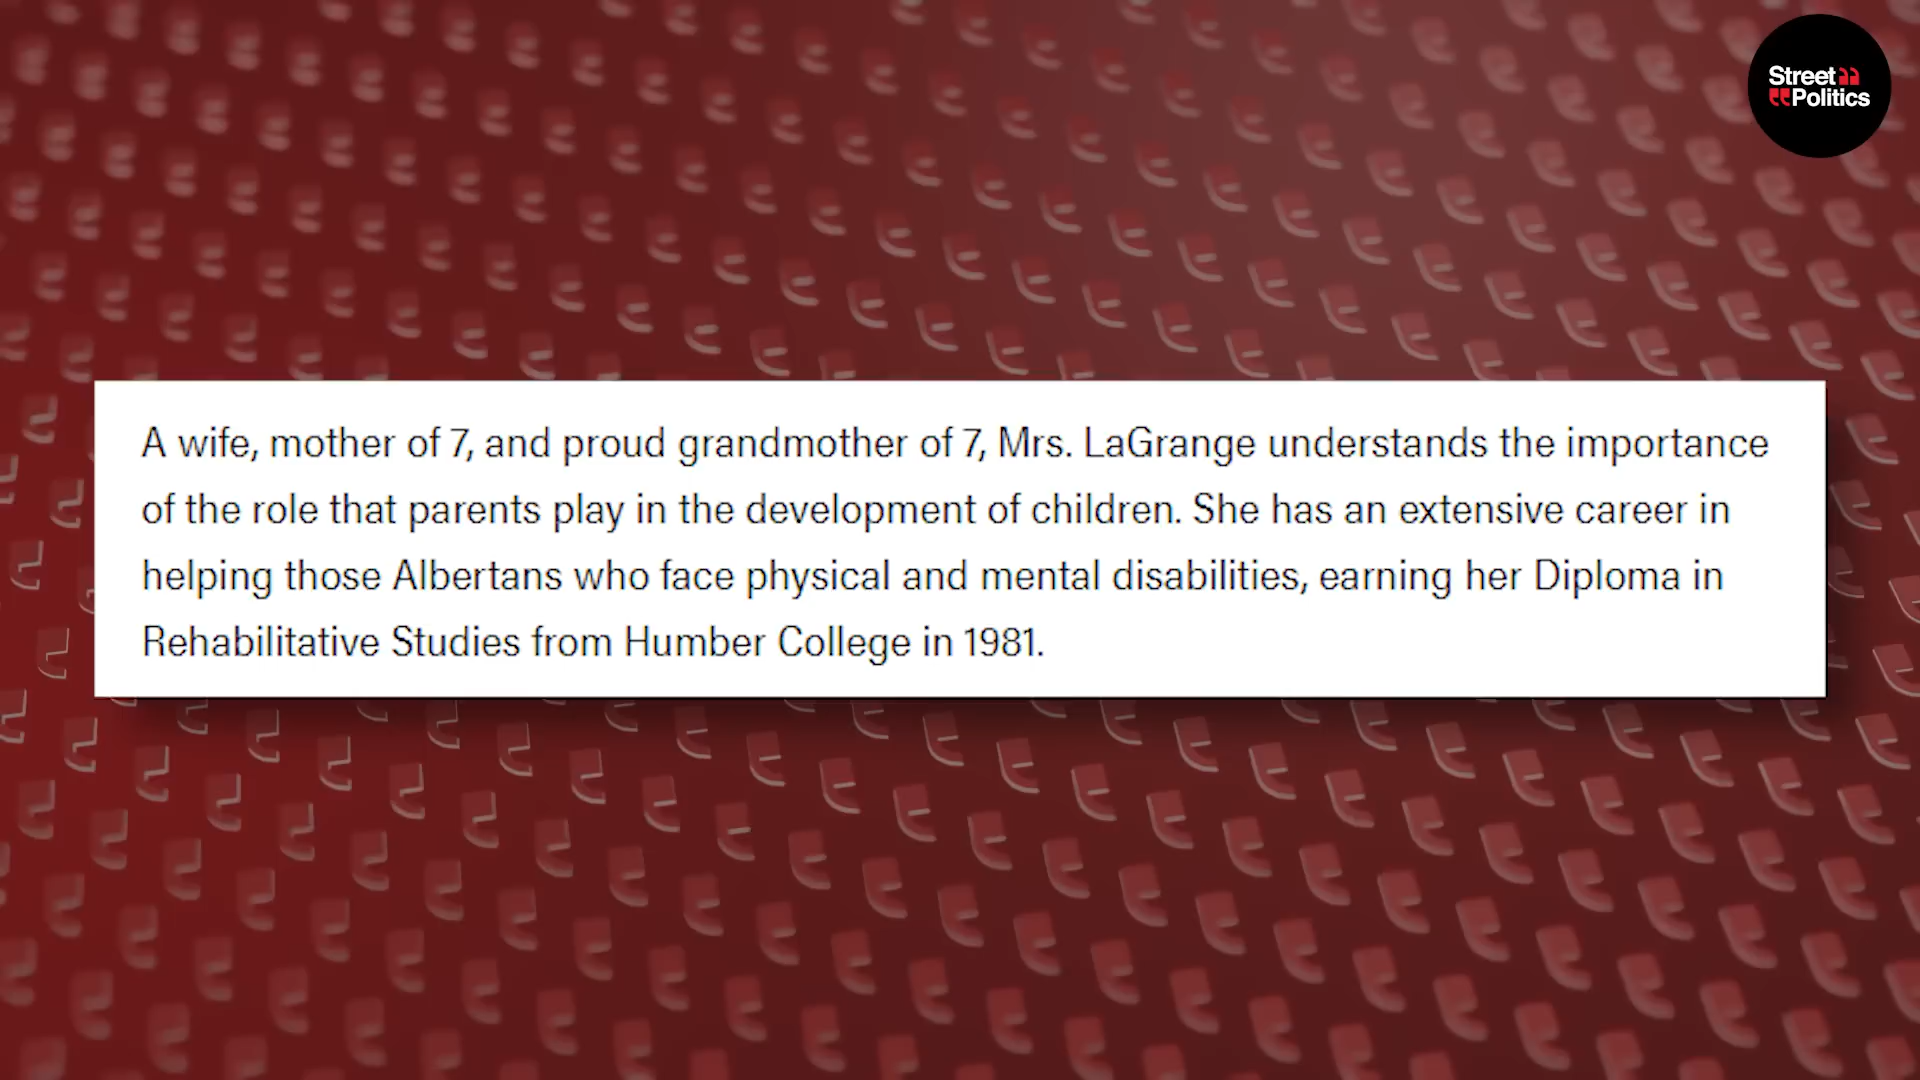 Street
Politics
A wife, mother of 7, and proud grandmother of 7, Mrs. LaGrange understands the importance
of the role that parents play in the development of children. She has an extensive career in
helping those Albertans who face physical and mental disabilities, earning her Diploma in
Rehabilitative Studies from Humber College in 1981.